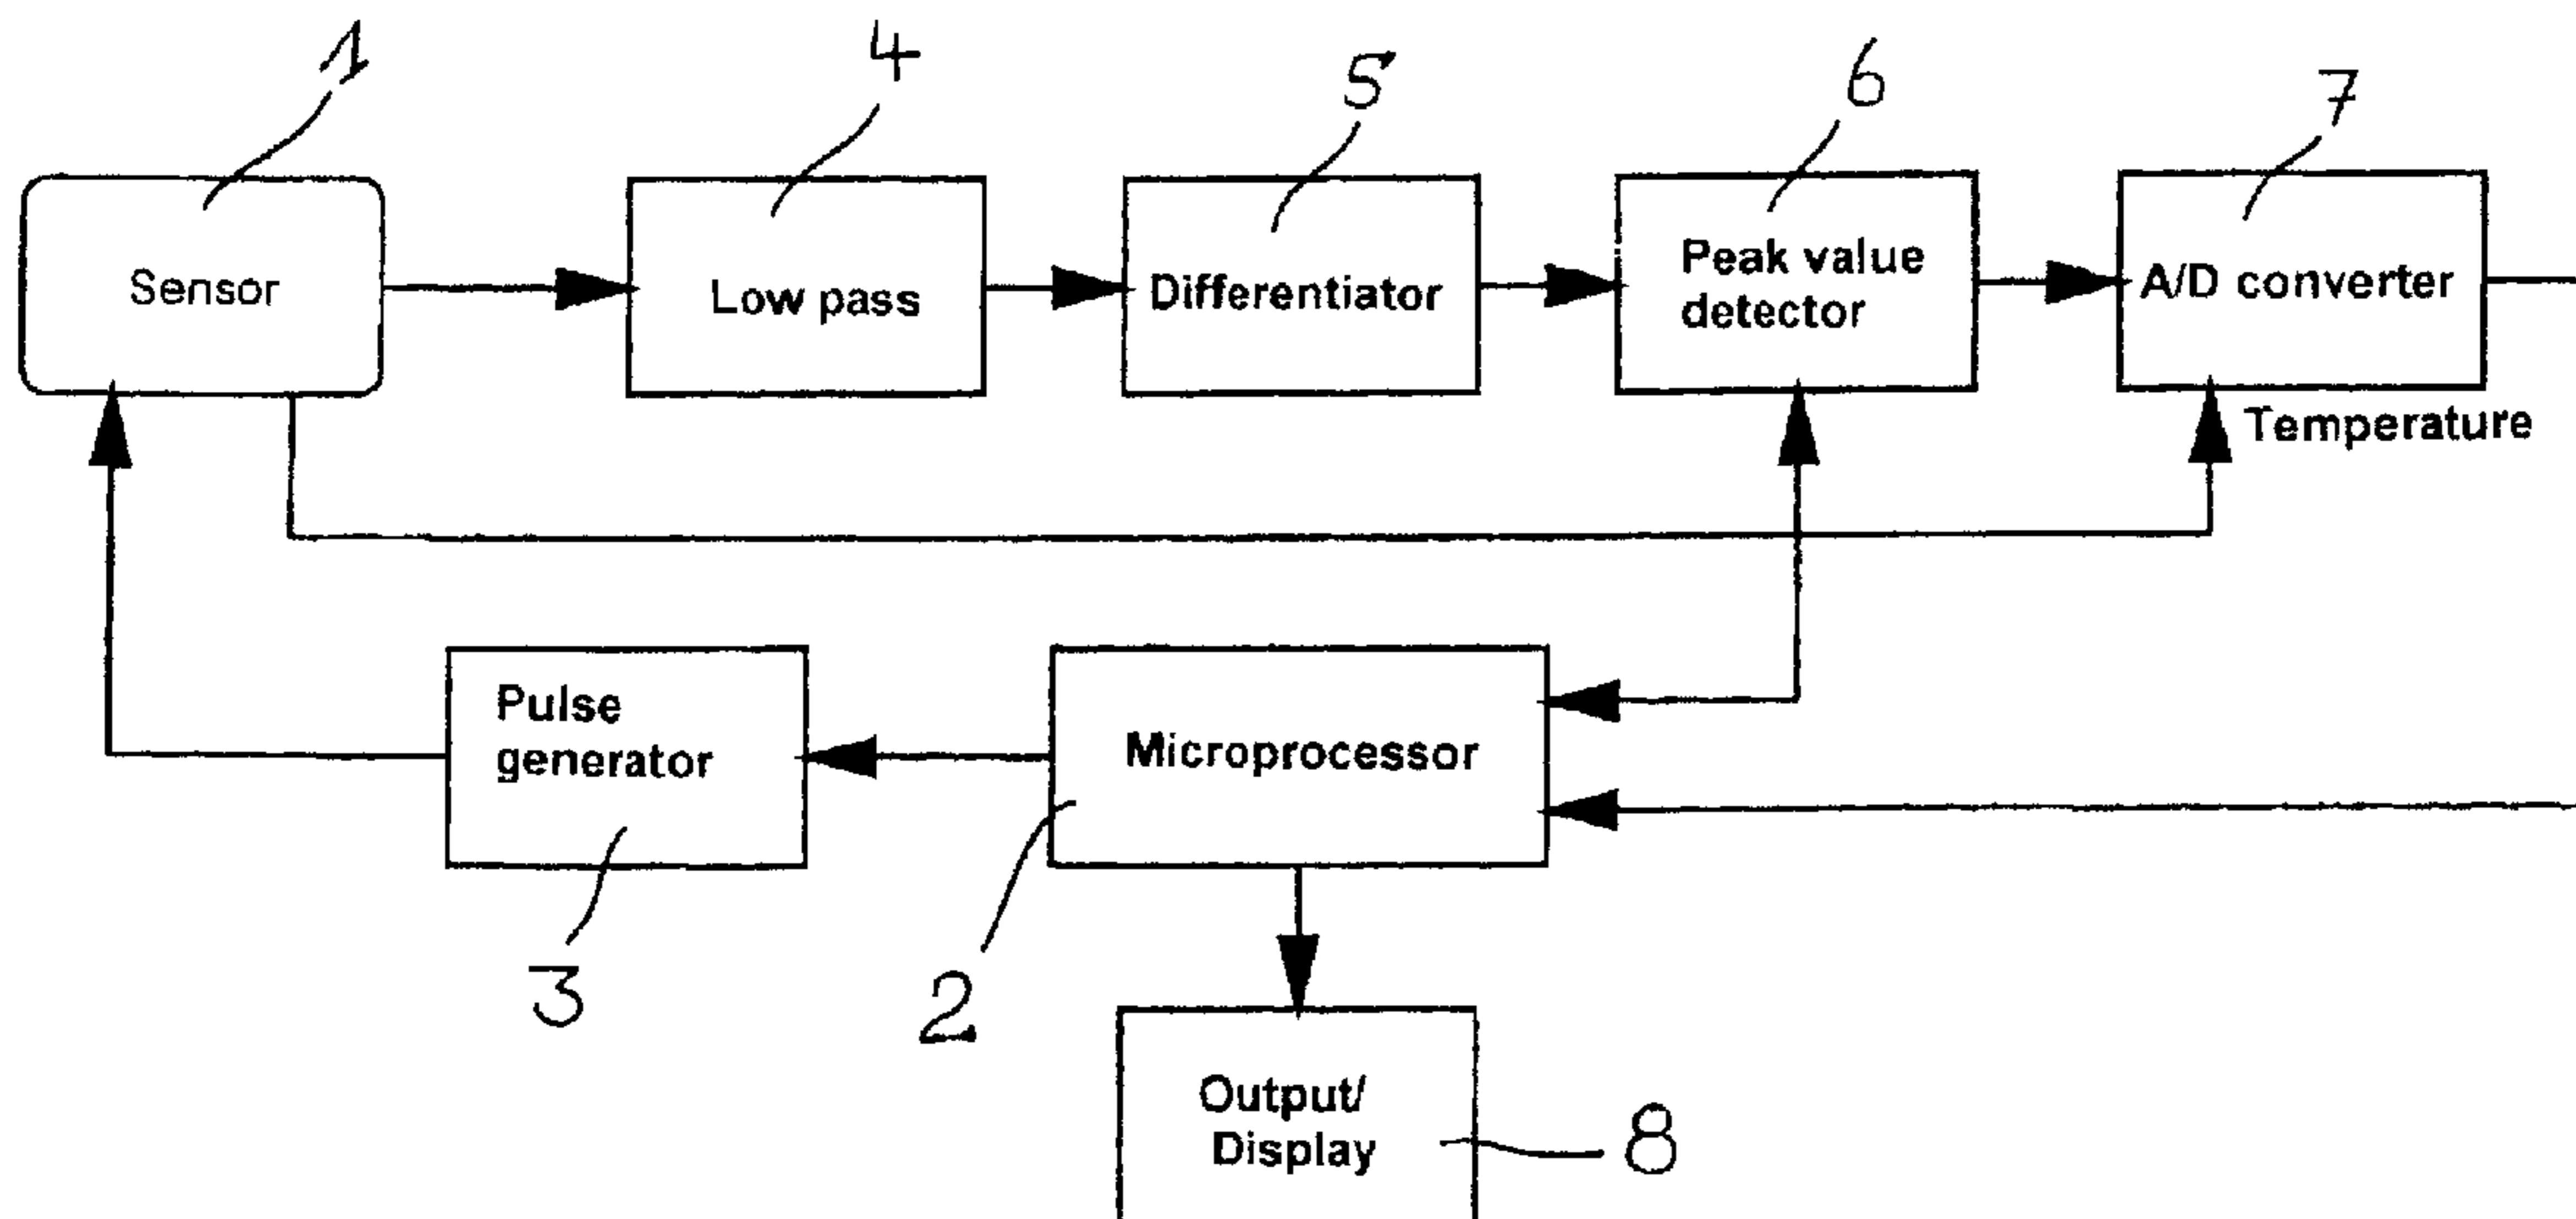 1
4
5
6
7
Sensor
Low pass
Differentiator
Peak value
detector
A/D converter
Temperature
Pulse
generator
Microprocessor
3
2
Output/
Display
8